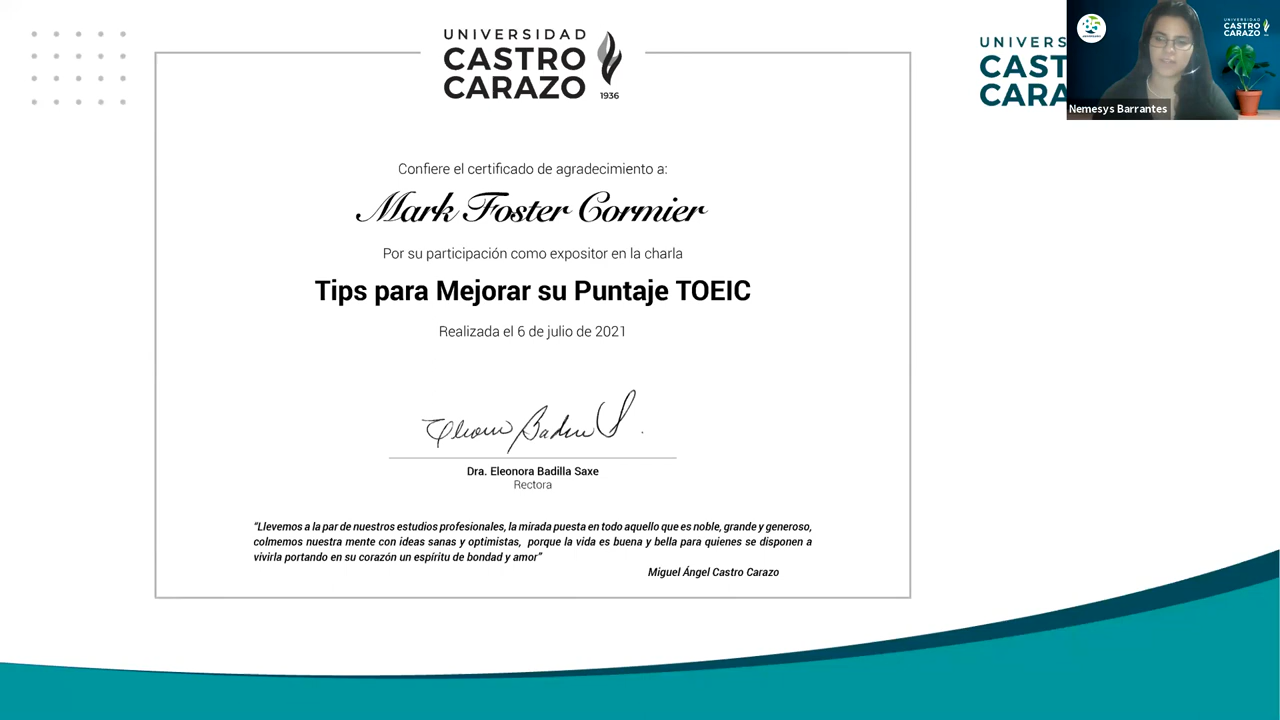 UNIVERSIDAD
CASTRO
CARAZO
1936
Confiere el certificado de agradecimiento a:
Mark Foster Cormier
Por su participación como expositor en la charla
Tips para Mejorar su Puntaje TOEIC
Realizada el 6 de julio de 2021
Dra. Eleonora Badilla Saxe
Rectora
“Llevemos a la par de nuestros estudios profesionales, la mirada puesta en todo aquello que es noble, grande y generoso,
colmemos nuestra mente con ideas sanas y optimistas, porque la vida es buena y bella para quienes se disponen a
vivirla portando en su corazón un espíritu de bondad y amor”
Miguel Ángel Castro Carazo
UNIVERS
CAST
CARA
UNIVERSIDAD
CASTRO
CARAZO
Nemesys Barrantes